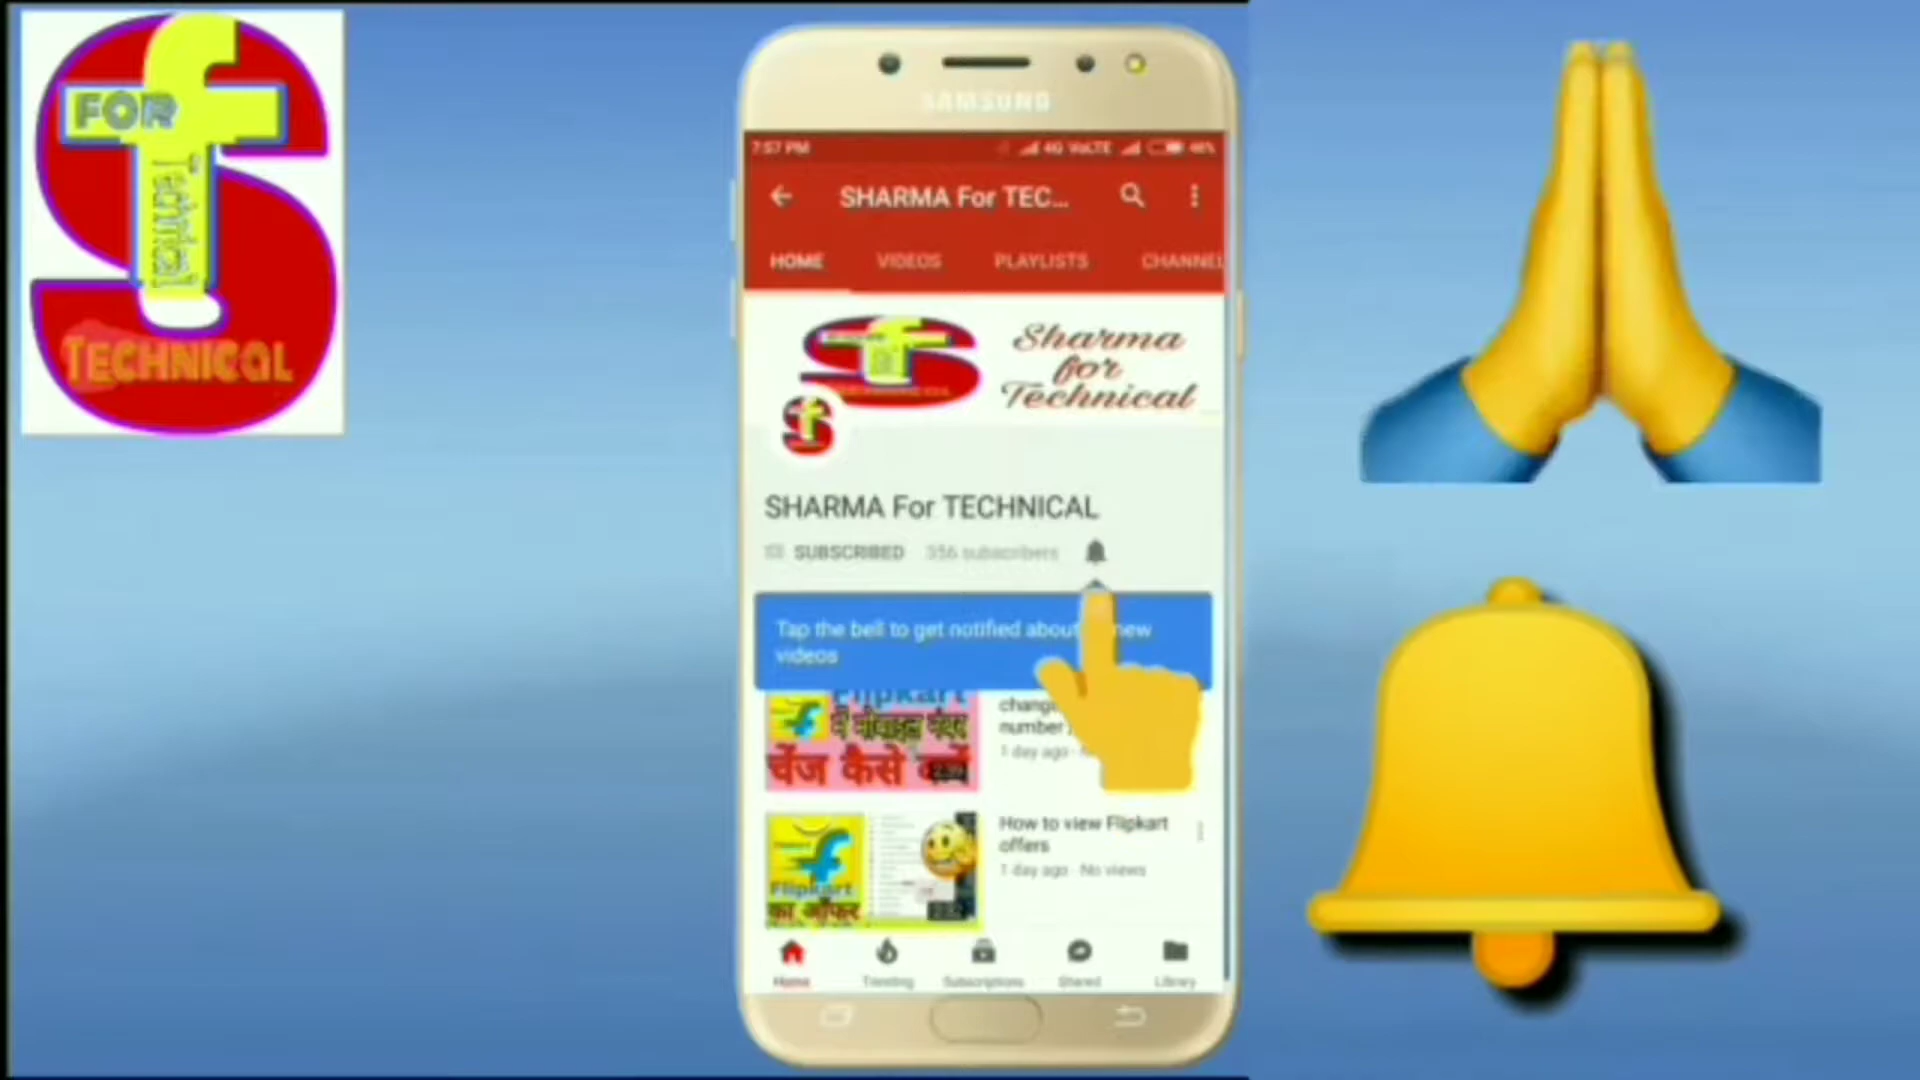 FOR
Technical
TECHNICAL
SAMSUNG
7:57 PM 4G VoLTE 46%
SHARMA For TEC...
HOME VIDEOS PLAYLISTS CHANNEL
Sharma
for
Technical
SHARMA For TECHNICAL
SUBSCRIBED 356 subscribers
Tap the bell to get notified about new
videos
Flipkart
में मोबाइल नंबर
चेंज कैसे करें
number
1 day ago
How to view Flipkart
offers
1 day ago · No views
Flipkart
का ऑफर
Home Trending Subscriptions Shared Library